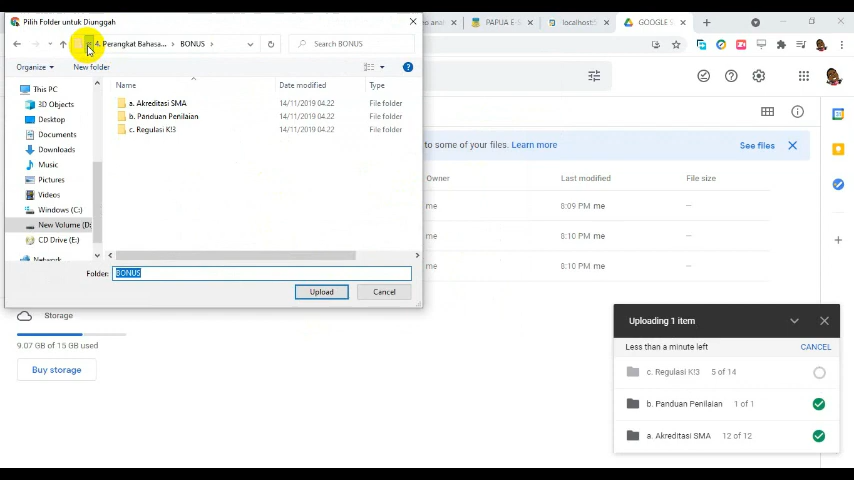 Pilih Folder untuk Diunggah
eo anal
PAPUA E-S
localhost:
GOOGLE S
« 4. Perangkat Bahasa... > BONUS >
Search BONUS
Organize
New folder
Name
Date modified
Type
This PC
3D Objects
Desktop
Documents
Downloads
Music
Pictures
Videos
Windows (C:)
New Volume (D:
CD Drive (E:)
Network
a. Akreditasi SMA 14/11/2019 04.22 File folder
b. Panduan Penilaian 14/11/2019 04.22 File folder
c. Regulasi K!3 14/11/2019 04.22 File folder
Folder: BONUS
Upload
Cancel
to some of your files. Learn more
See files
Owner
Last modified
File size
me 8:09 PM me –
me 8:10 PM me –
me 8:10 PM me –
Storage
9.07 GB of 15 GB used
Buy storage
Uploading 1 item
Less than a minute left
CANCEL
c. Regulasi K!3 5 of 14
b. Panduan Penilaian 1 of 1
a. Akreditasi SMA 12 of 12